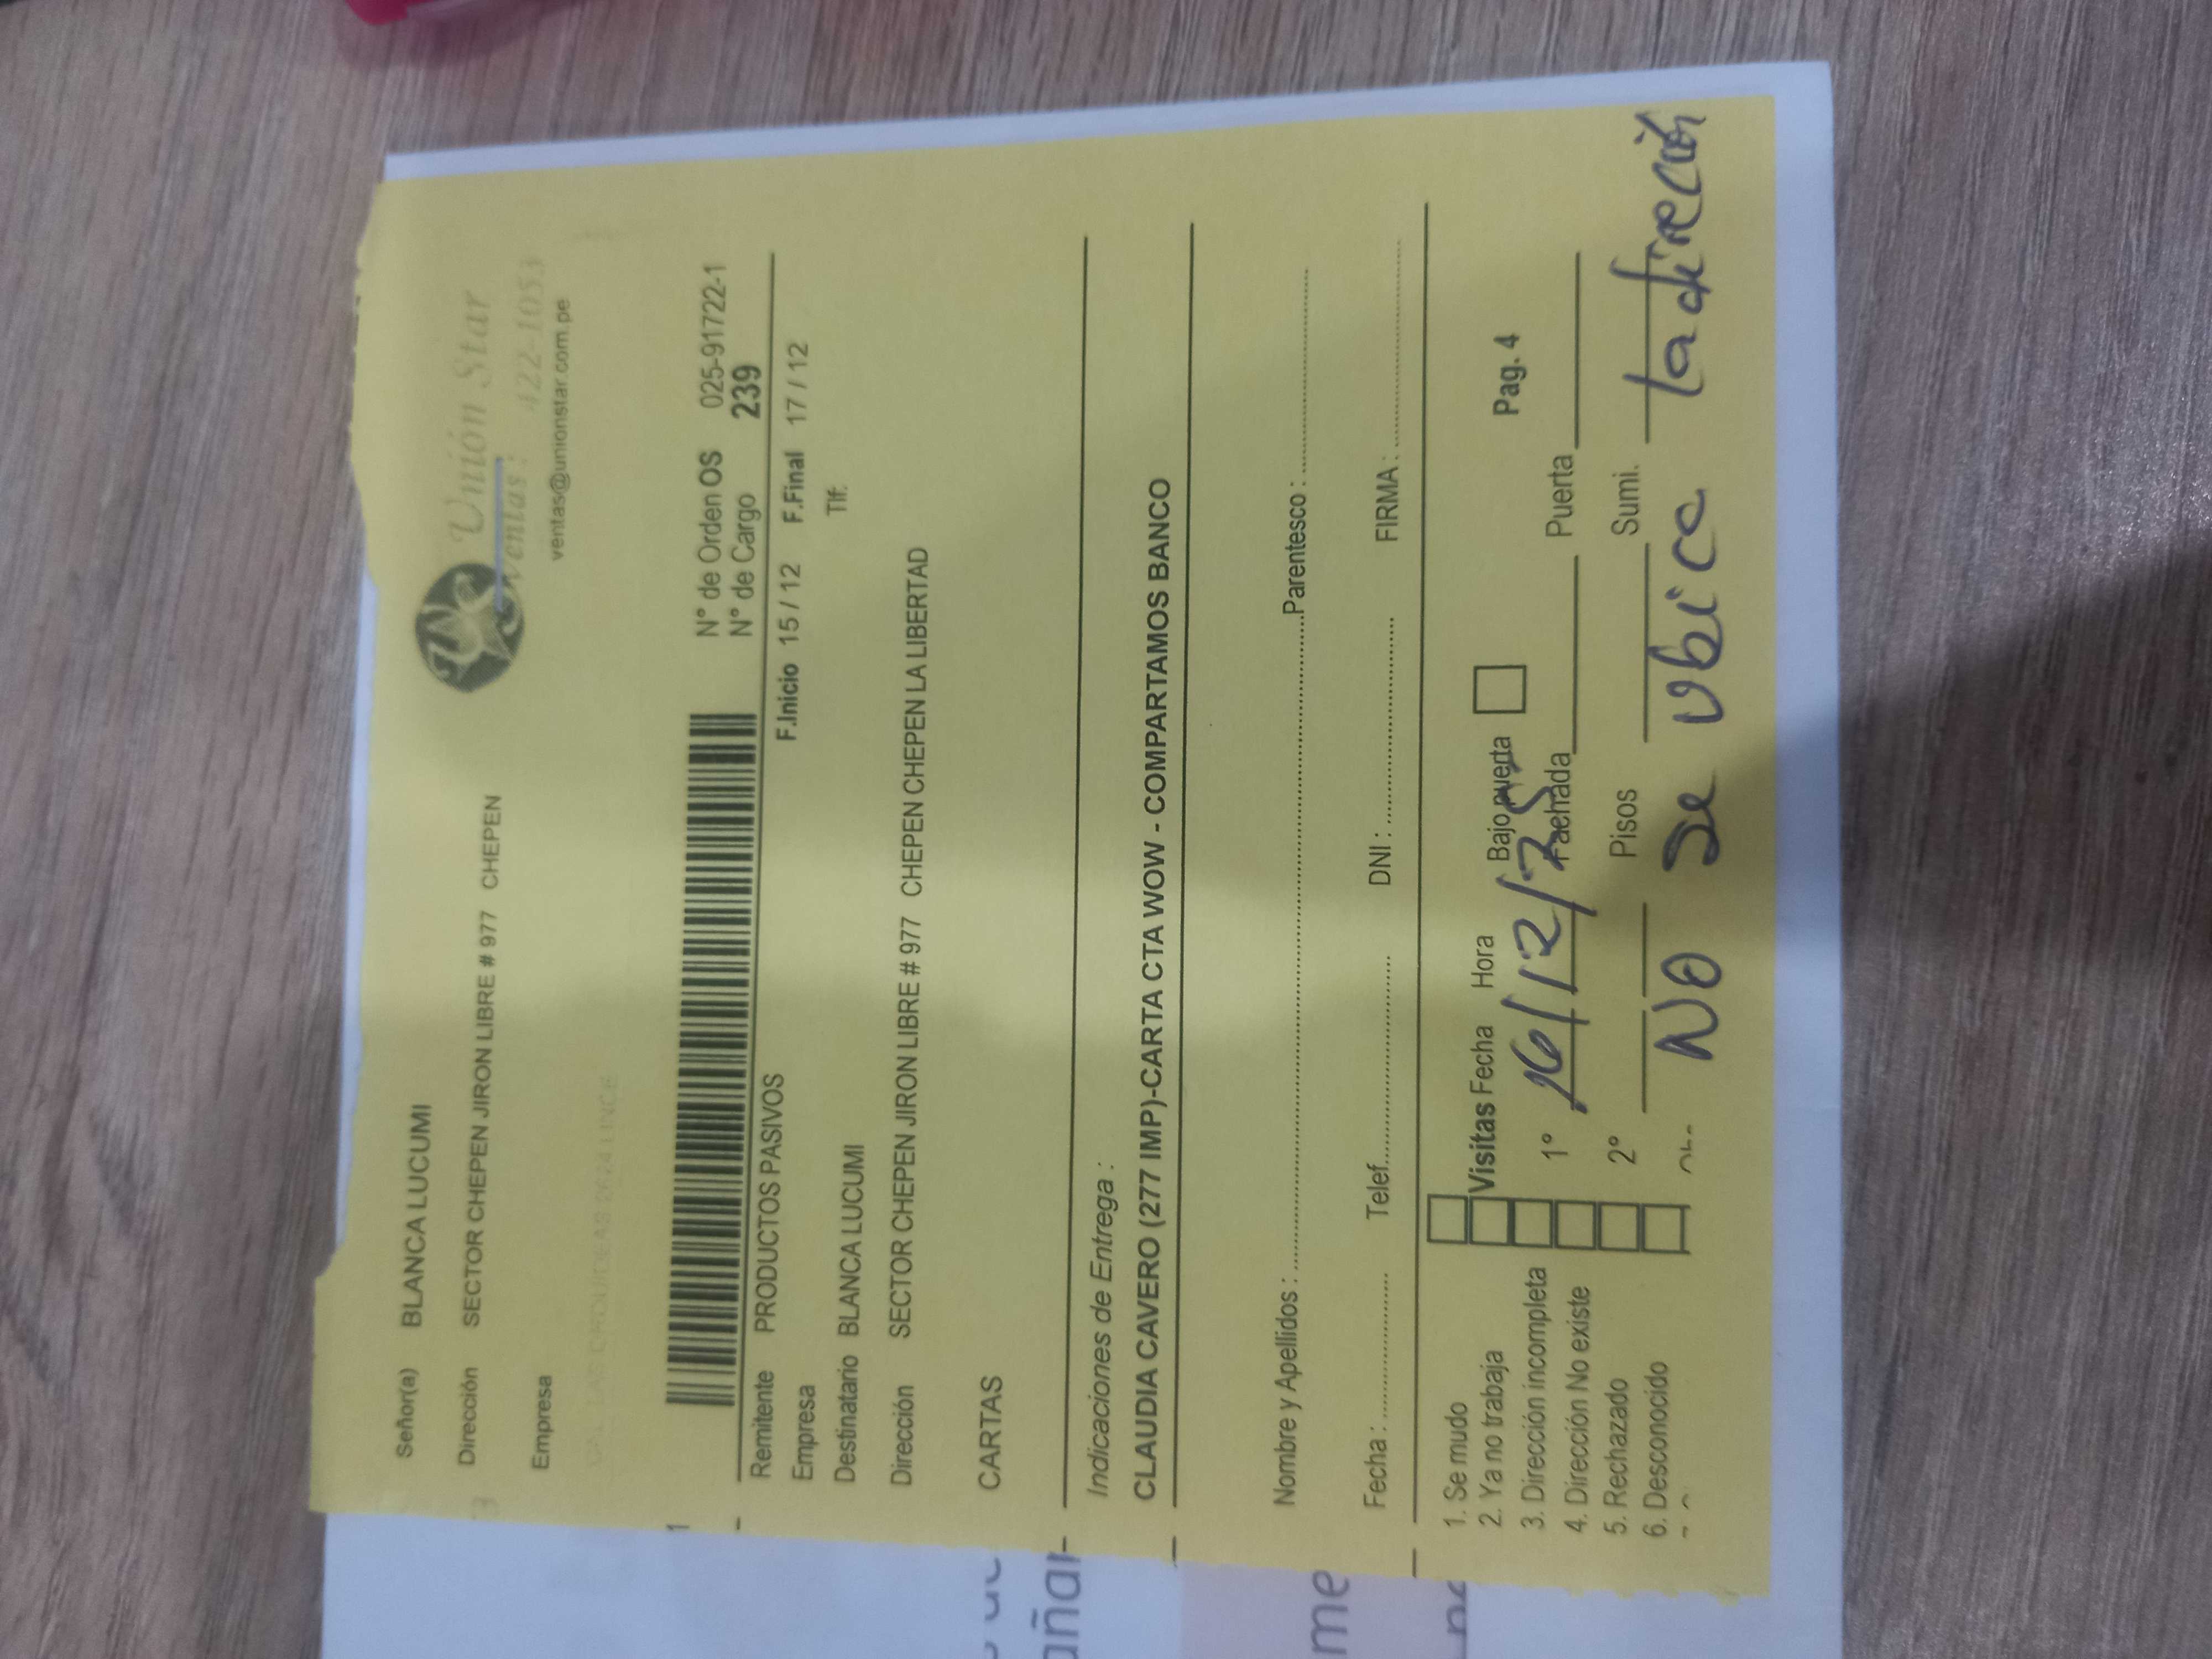 Señor(a) BLANCA LUCUMI
Dirección SECTOR CHEPEN JIRON LIBRE # 977 CHEPEN
Empresa
Unión Star
Ventas: 422-1053
ventas@unionstar.com.pe
N° de Orden OS 025-91722-1
N° de Cargo 239
Remitente PRODUCTOS PASIVOS
F.Inicio 15 / 12 F.Final 17 / 12
Empresa
Tlf:
Destinatario BLANCA LUCUMI
Dirección SECTOR CHEPEN JIRON LIBRE # 977 CHEPEN CHEPEN LA LIBERTAD
CARTAS
Indicaciones de Entrega :
CLAUDIA CAVERO (277 IMP)-CARTA CTA WOW - COMPARTAMOS BANCO
Nombre y Apellidos : Parentesco :
Fecha : Telef. DNI : FIRMA :
1. Se mudo
2. Ya no trabaja
3. Dirección incompleta
4. Dirección No existe
5. Rechazado
6. Desconocido
Visitas Fecha Hora Bajo puerta Pag. 4
1° 16/12/25 Fachada Puerta
2° Pisos Sumi.
No se ubica la dirección
añar
me